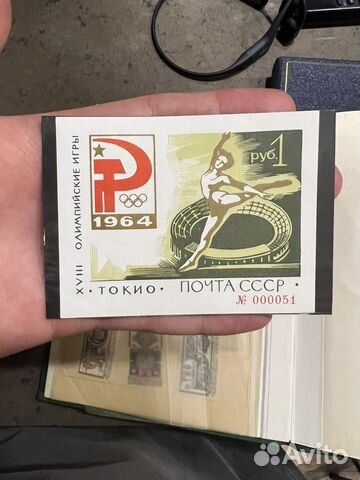 XVIII ОЛИМПИЙСКИЕ ИГРЫ
1964
руб.1
• ТОКИО • ПОЧТА СССР •
№ 000051
Avito